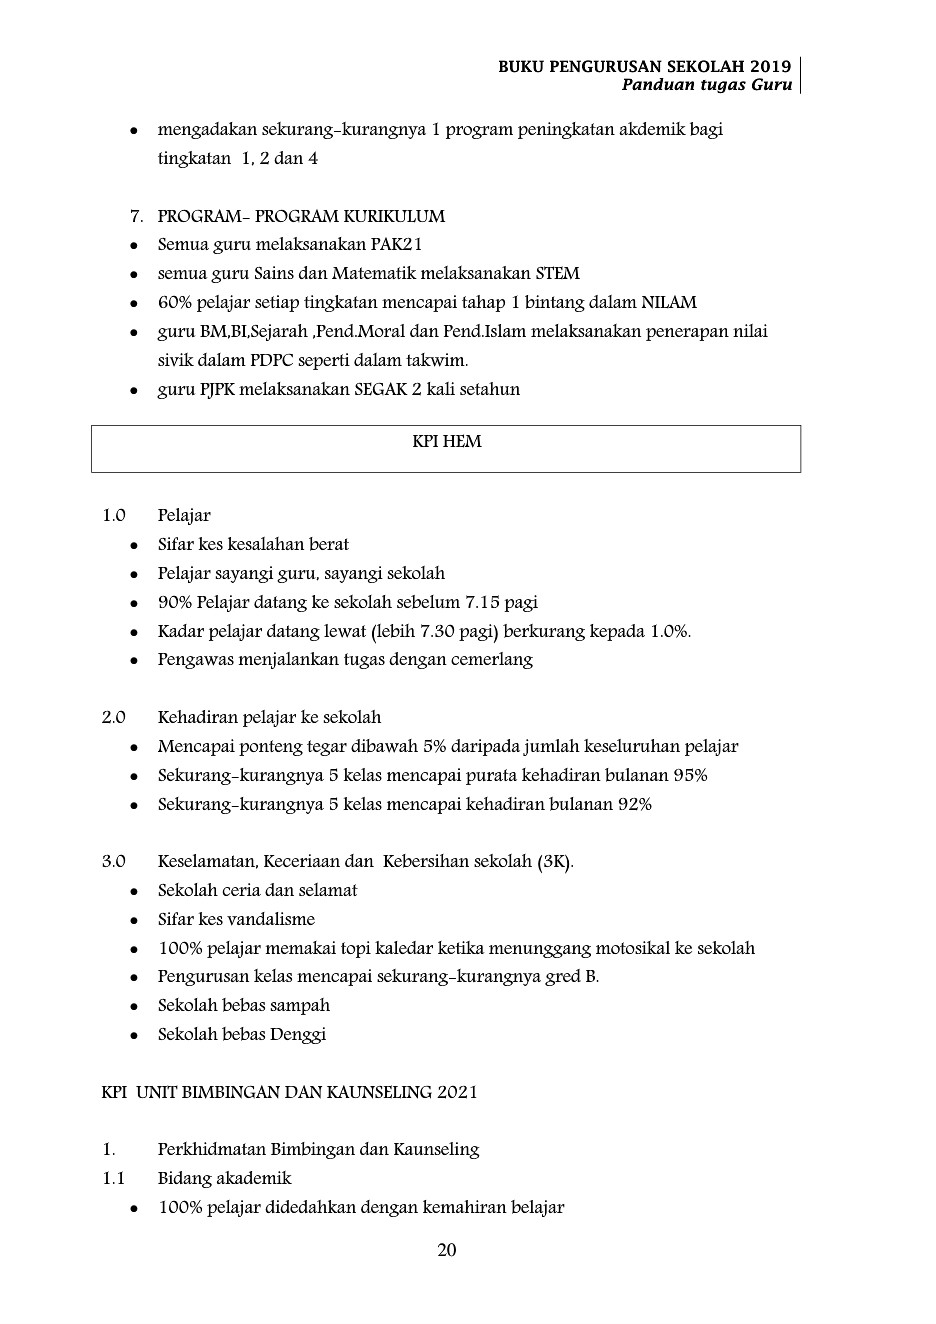 BUKU PENGURUSAN SEKOLAH 2019
Panduan tugas Guru
• mengadakan sekurang-kurangnya 1 program peningkatan akdemik bagi
tingkatan 1, 2 dan 4
7. PROGRAM- PROGRAM KURIKULUM
• Semua guru melaksanakan PAK21
• semua guru Sains dan Matematik melaksanakan STEM
• 60% pelajar setiap tingkatan mencapai tahap 1 bintang dalam NILAM
• guru BM,BI,Sejarah ,Pend.Moral dan Pend.Islam melaksanakan penerapan nilai
sivik dalam PDPC seperti dalam takwim.
• guru PJPK melaksanakan SEGAK 2 kali setahun
KPI HEM
1.0 Pelajar
• Sifar kes kesalahan berat
• Pelajar sayangi guru, sayangi sekolah
• 90% Pelajar datang ke sekolah sebelum 7.15 pagi
• Kadar pelajar datang lewat (lebih 7.30 pagi) berkurang kepada 1.0%.
• Pengawas menjalankan tugas dengan cemerlang
2.0 Kehadiran pelajar ke sekolah
• Mencapai ponteng tegar dibawah 5% daripada jumlah keseluruhan pelajar
• Sekurang-kurangnya 5 kelas mencapai purata kehadiran bulanan 95%
• Sekurang-kurangnya 5 kelas mencapai kehadiran bulanan 92%
3.0 Keselamatan, Keceriaan dan Kebersihan sekolah (3K).
• Sekolah ceria dan selamat
• Sifar kes vandalisme
• 100% pelajar memakai topi kaledar ketika menunggang motosikal ke sekolah
• Pengurusan kelas mencapai sekurang-kurangnya gred B.
• Sekolah bebas sampah
• Sekolah bebas Denggi
KPI UNIT BIMBINGAN DAN KAUNSELING 2021
1. Perkhidmatan Bimbingan dan Kaunseling
1.1 Bidang akademik
• 100% pelajar didedahkan dengan kemahiran belajar
20